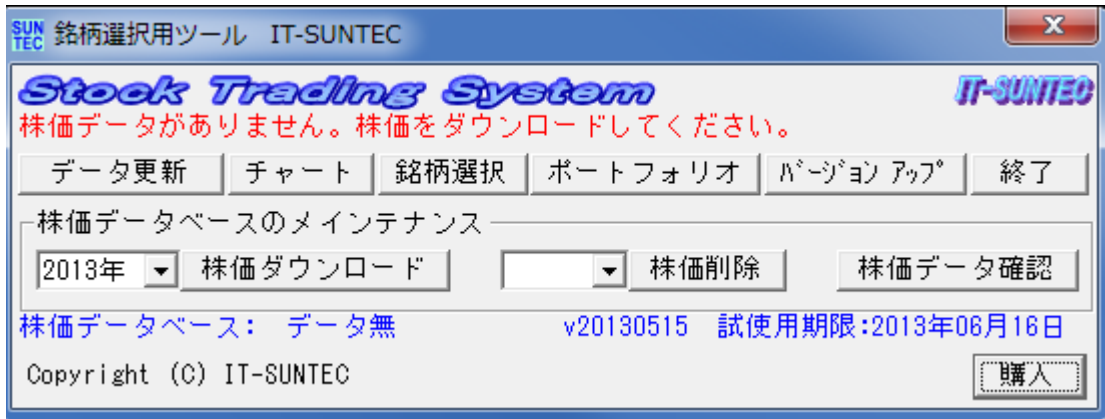 SUN TEC 銘柄選択用ツール IT-SUNTEC X
Stock Trading System IT-SUNTEC
株価データがありません。株価をダウンロードしてください。
データ更新 チャート 銘柄選択 ポートフォリオ ﾊﾞｰｼﾞｮﾝ ｱｯﾌﾟ 終了
株価データベースのメインテナンス
2013年 株価ダウンロード 株価削除 株価データ確認
株価データベース： データ無 v20130515 試使用期限:2013年06月16日
Copyright (C) IT-SUNTEC 購入